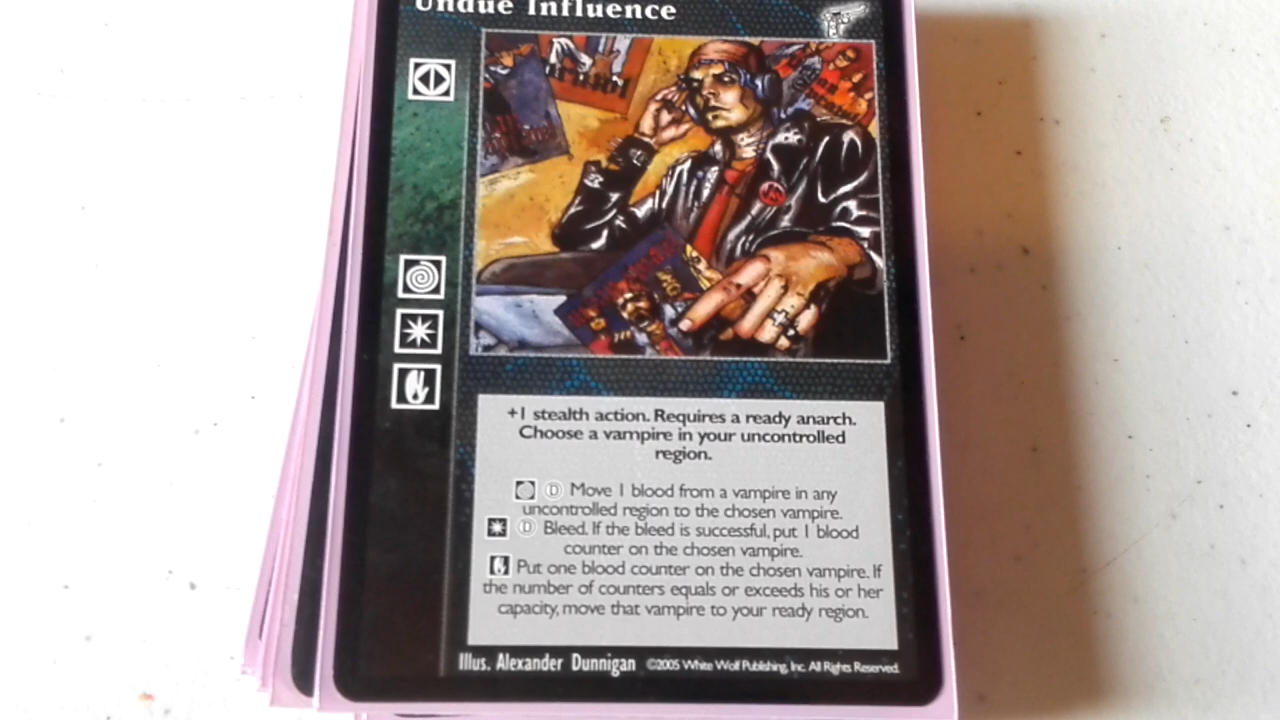 Undue Influence
+1 stealth action. Requires a ready anarch.
Choose a vampire in your uncontrolled
region.
D Move 1 blood from a vampire in any
uncontrolled region to the chosen vampire.
D Bleed. If the bleed is successful, put 1 blood
counter on the chosen vampire.
Put one blood counter on the chosen vampire. If
the number of counters equals or exceeds his or her
capacity, move that vampire to your ready region.
Illus. Alexander Dunnigan ©2005 White Wolf Publishing, Inc. All Rights Reserved.